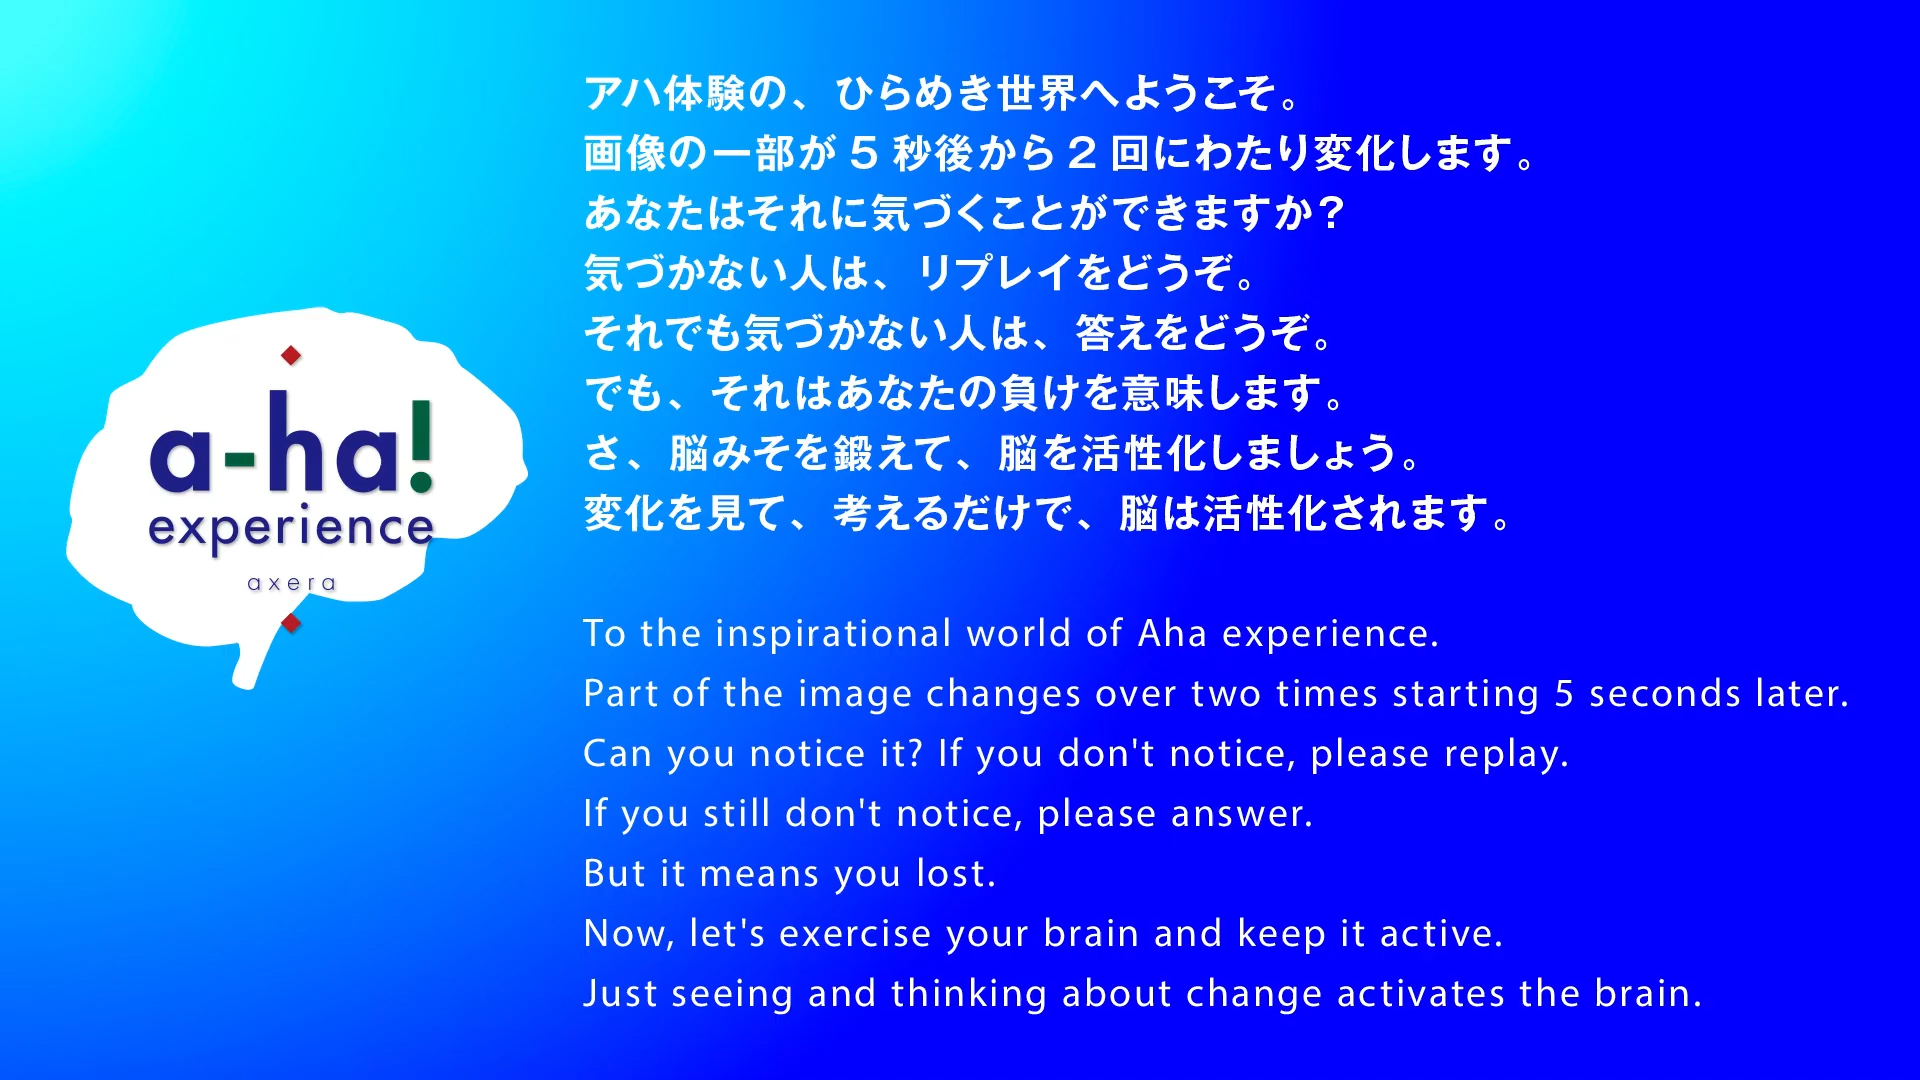 a-ha!
experience
axera
アハ体験の、ひらめき世界へようこそ。
画像の一部が 5 秒後から 2 回にわたり変化します。
あなたはそれに気づくことができますか？
気づかない人は、リプレイをどうぞ。
それでも気づかない人は、答えをどうぞ。
でも、それはあなたの負けを意味します。
さ、脳みそを鍛えて、脳を活性化しましょう。
変化を見て、考えるだけで、脳は活性化されます。
To the inspirational world of Aha experience.
Part of the image changes over two times starting 5 seconds later.
Can you notice it? If you don't notice, please replay.
If you still don't notice, please answer.
But it means you lost.
Now, let's exercise your brain and keep it active.
Just seeing and thinking about change activates the brain.